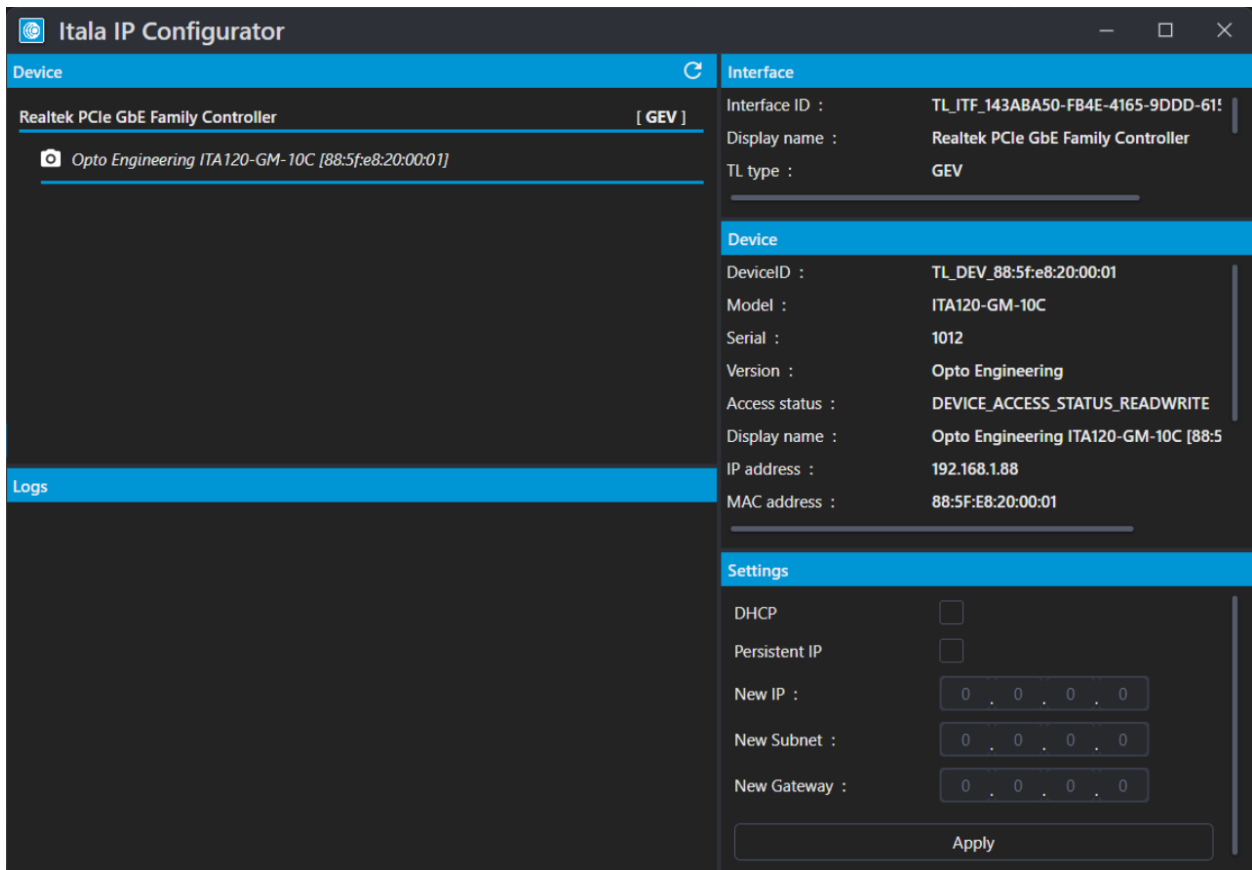 Itala IP Configurator
Device
Realtek PCIe GbE Family Controller [ GEV ]
Opto Engineering ITA120-GM-10C [88:5f:e8:20:00:01]
Logs
Interface
Interface ID : TL_ITF_143ABA50-FB4E-4165-9DDD-615
Display name : Realtek PCIe GbE Family Controller
TL type : GEV
Device
DeviceID : TL_DEV_88:5f:e8:20:00:01
Model : ITA120-GM-10C
Serial : 1012
Version : Opto Engineering
Access status : DEVICE_ACCESS_STATUS_READWRITE
Display name : Opto Engineering ITA120-GM-10C [88:5
IP address : 192.168.1.88
MAC address : 88:5F:E8:20:00:01
Settings
DHCP
Persistent IP
New IP : 0 . 0 . 0 . 0
New Subnet : 0 . 0 . 0 . 0
New Gateway : 0 . 0 . 0 . 0
Apply